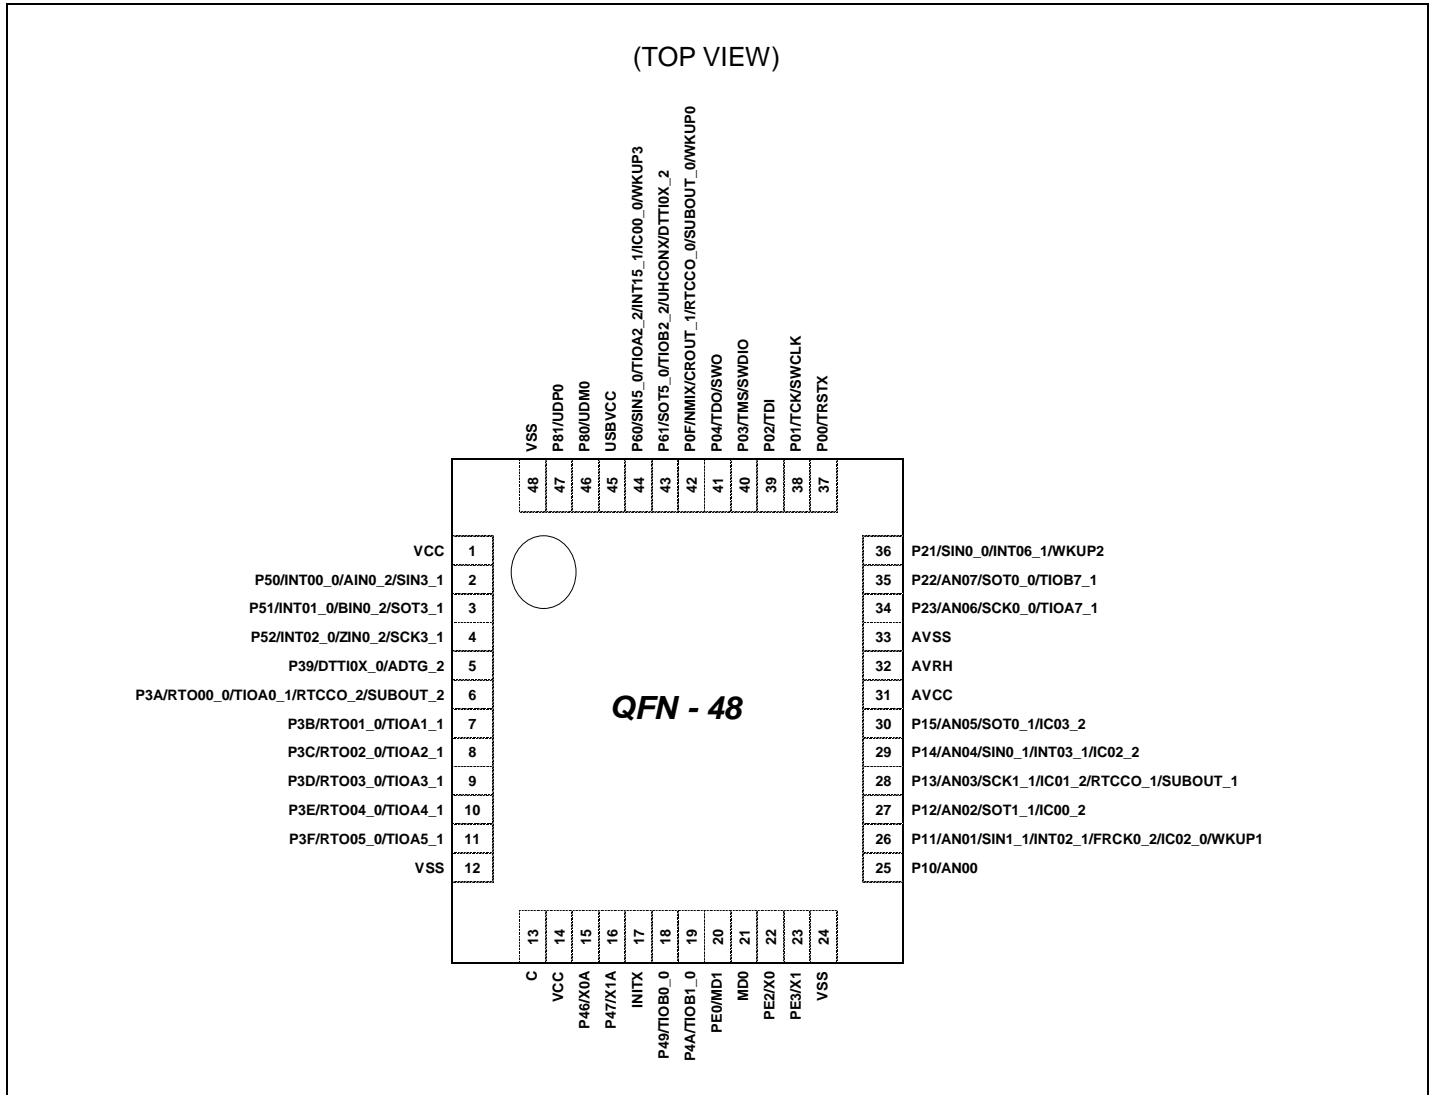 (TOP VIEW)
VSS
P81/UDP0
P80/UDM0
USBVCC
P60/SIN5_0/TIOA2_2/INT15_1/IC00_0/WKUP3
P61/SOT5_0/TIOB2_2/UHCONX/DTTI0X_2
P0F/NMIX/CROUT_1/RTCCO_0/SUBOUT_0/WKUP0
P04/TDO/SWO
P03/TMS/SWDIO
P02/TDI
P01/TCK/SWCLK
P00/TRSTX
48
47
46
45
44
43
42
41
40
39
38
37
VCC 1
P50/INT00_0/AIN0_2/SIN3_1 2
P51/INT01_0/BIN0_2/SOT3_1 3
P52/INT02_0/ZIN0_2/SCK3_1 4
P39/DTTI0X_0/ADTG_2 5
P3A/RTO00_0/TIOA0_1/RTCCO_2/SUBOUT_2 6
P3B/RTO01_0/TIOA1_1 7
P3C/RTO02_0/TIOA2_1 8
P3D/RTO03_0/TIOA3_1 9
P3E/RTO04_0/TIOA4_1 10
P3F/RTO05_0/TIOA5_1 11
VSS 12
QFN - 48
36 P21/SIN0_0/INT06_1/WKUP2
35 P22/AN07/SOT0_0/TIOB7_1
34 P23/AN06/SCK0_0/TIOA7_1
33 AVSS
32 AVRH
31 AVCC
30 P15/AN05/SOT0_1/IC03_2
29 P14/AN04/SIN0_1/INT03_1/IC02_2
28 P13/AN03/SCK1_1/IC01_2/RTCCO_1/SUBOUT_1
27 P12/AN02/SOT1_1/IC00_2
26 P11/AN01/SIN1_1/INT02_1/FRCK0_2/IC02_0/WKUP1
25 P10/AN00
13
14
15
16
17
18
19
20
21
22
23
24
C
VCC
P46/X0A
P47/X1A
INITX
P49/TIOB0_0
P4A/TIOB1_0
PE0/MD1
MD0
PE2/X0
PE3/X1
VSS